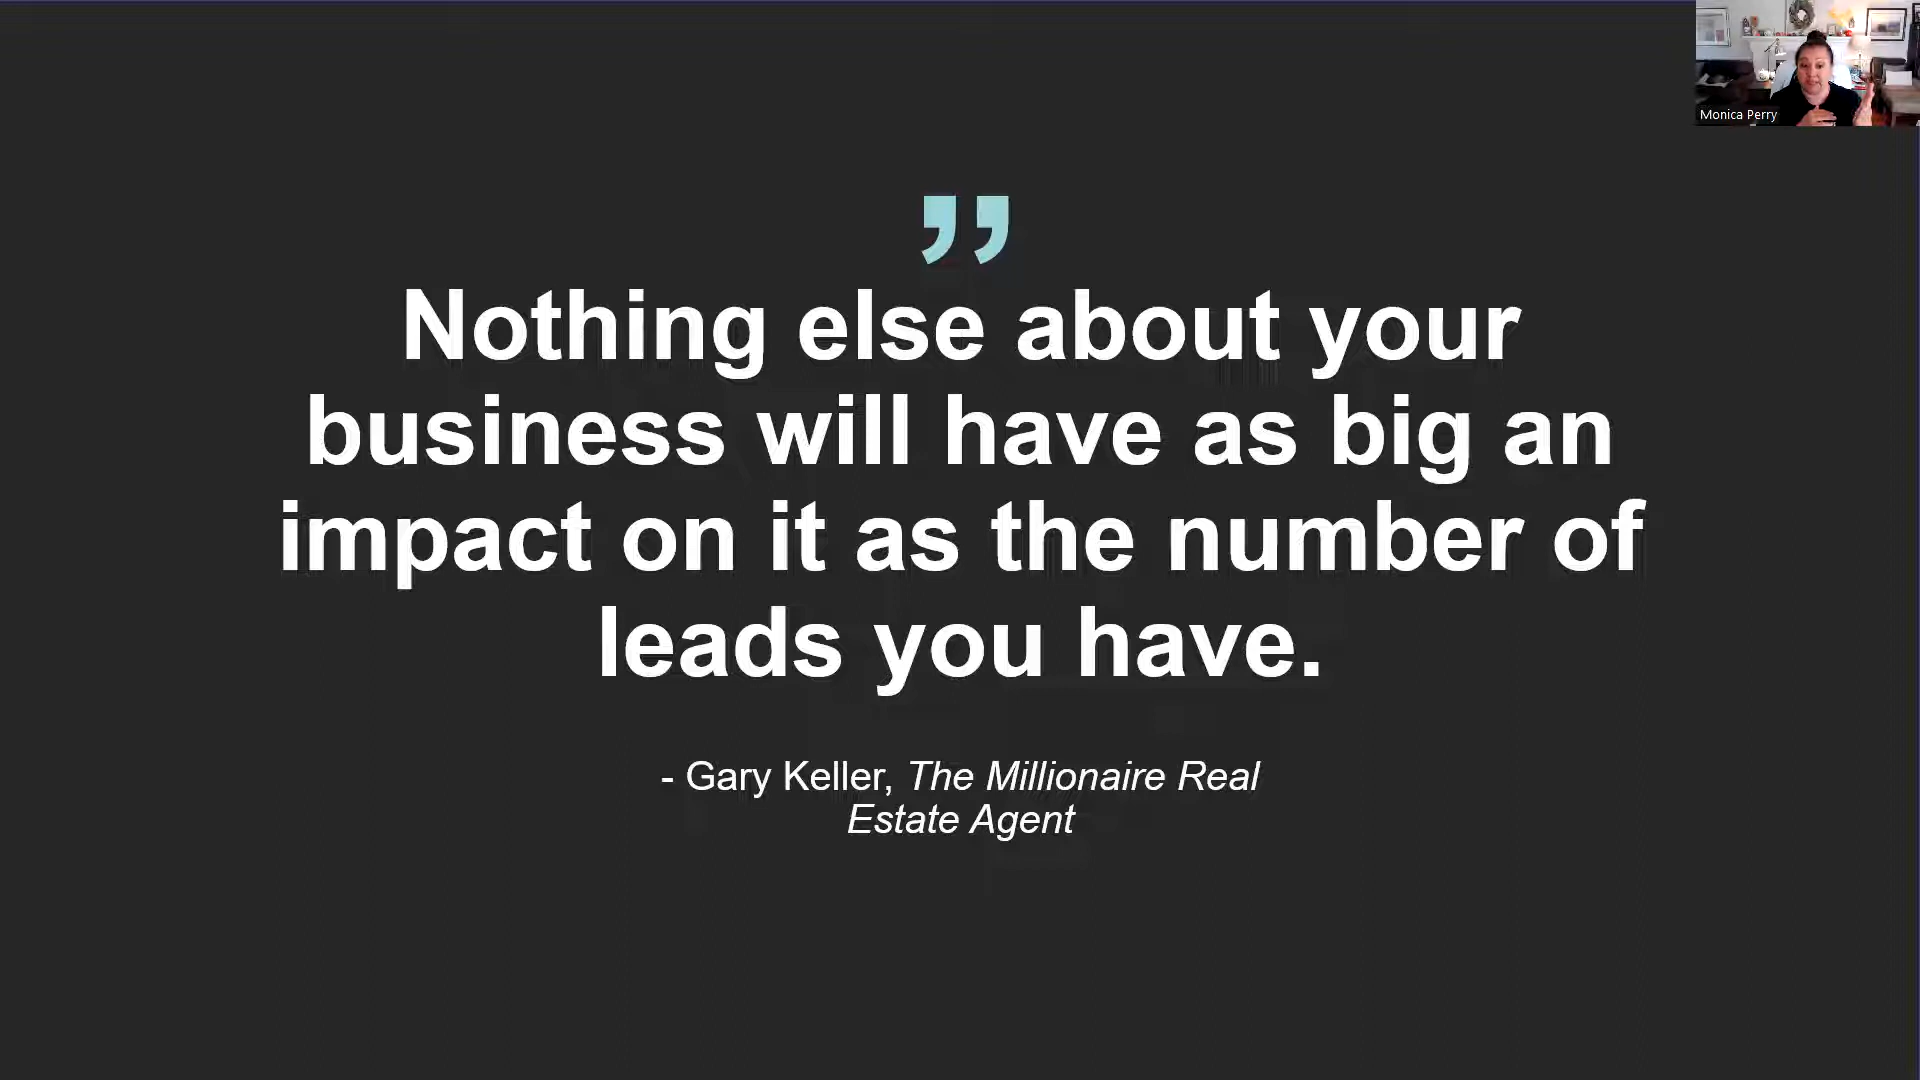 Monica Perry
”
Nothing else about your
business will have as big an
impact on it as the number of
leads you have.
- Gary Keller, The Millionaire Real
Estate Agent